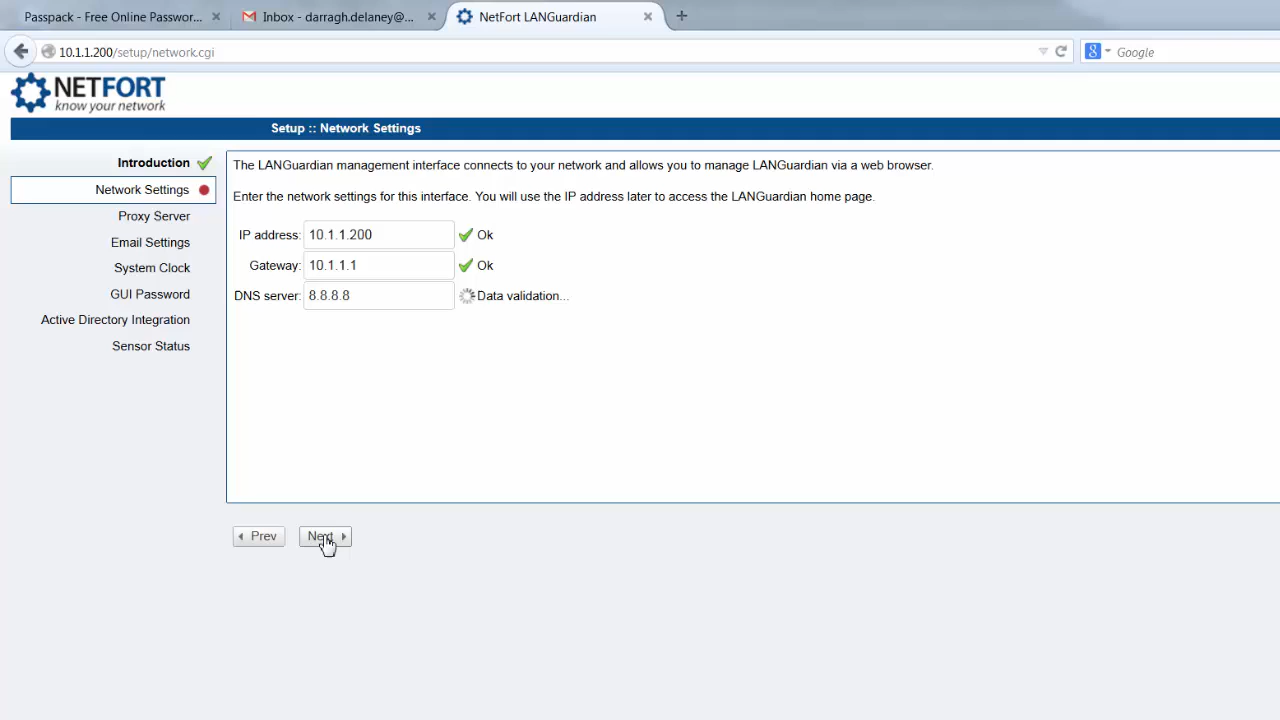 Passpack - Free Online Passwor...
Inbox - darragh.delaney@...
NetFort LANGuardian
10.1.1.200/setup/network.cgi
Google
NETFORT
know your network
Setup :: Network Settings
Introduction
Network Settings
Proxy Server
Email Settings
System Clock
GUI Password
Active Directory Integration
Sensor Status
The LANGuardian management interface connects to your network and allows you to manage LANGuardian via a web browser.
Enter the network settings for this interface. You will use the IP address later to access the LANGuardian home page.
IP address: 10.1.1.200 Ok
Gateway: 10.1.1.1 Ok
DNS server: 8.8.8.8 Data validation...
Prev Next